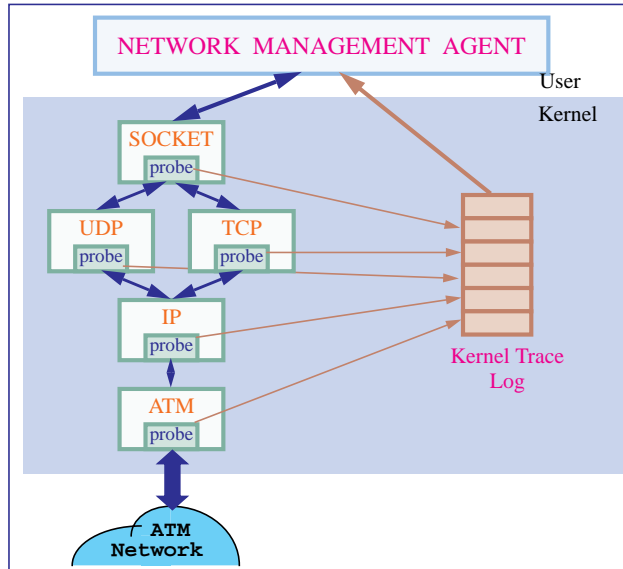 NETWORK MANAGEMENT AGENT
User
Kernel
SOCKET
probe
UDP
probe
TCP
probe
IP
probe
ATM
probe
Kernel Trace
Log
ATM
Network